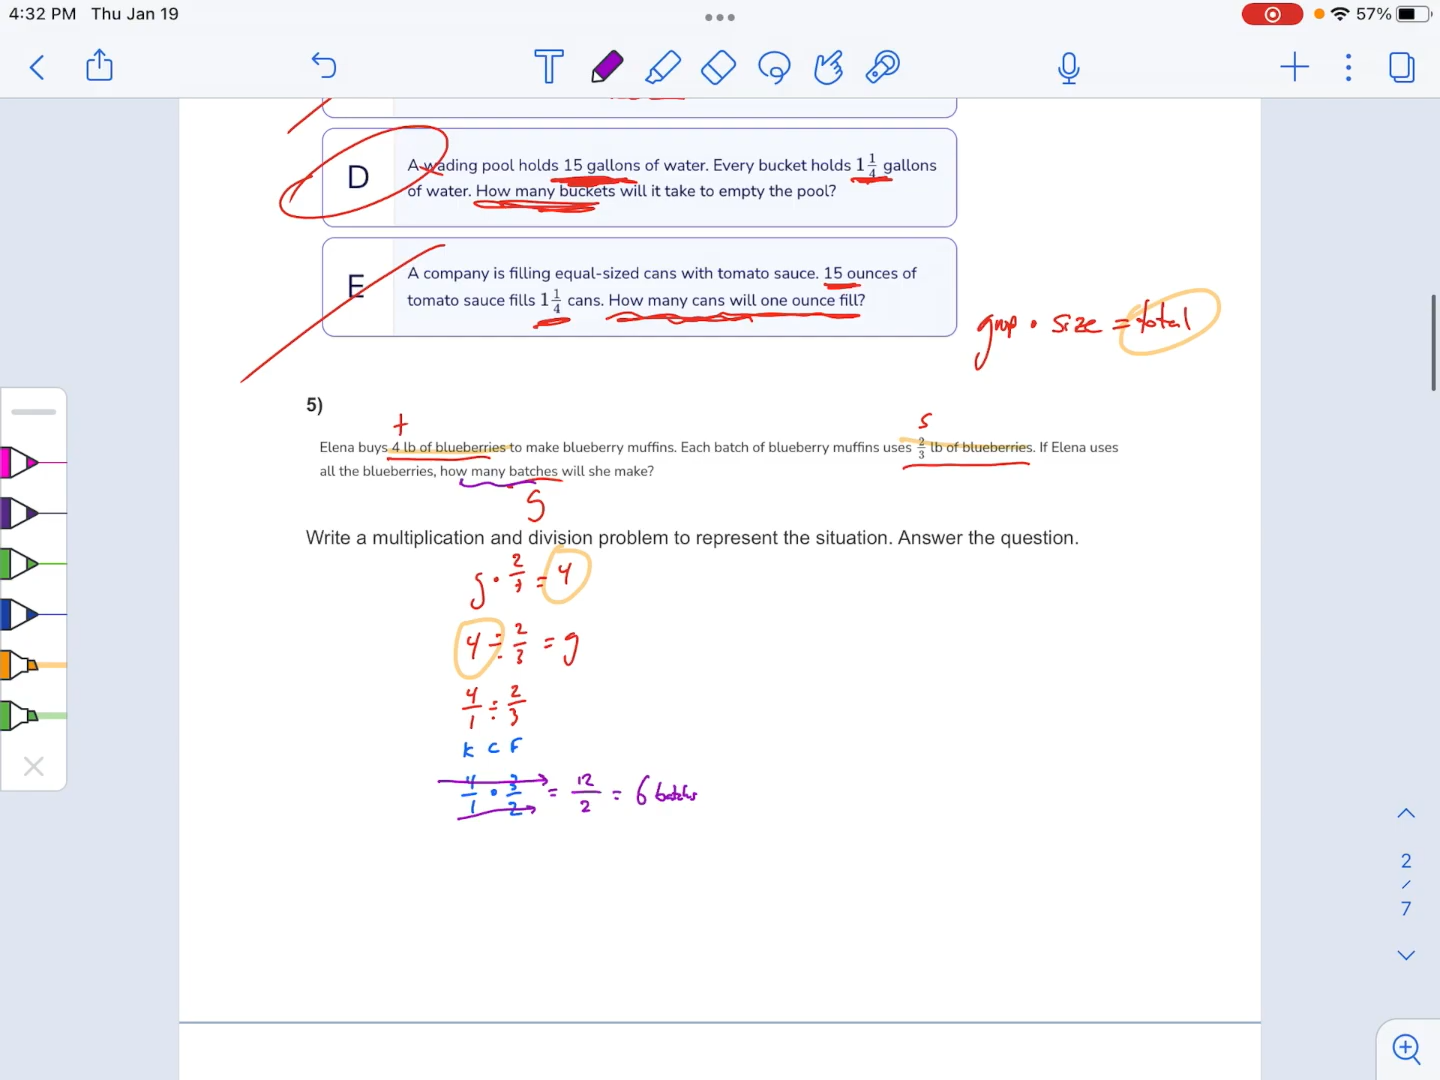 4:32 PM Thu Jan 19
57%
D
A wading pool holds 15 gallons of water. Every bucket holds 1 1/4 gallons
of water. How many buckets will it take to empty the pool?
E
A company is filling equal-sized cans with tomato sauce. 15 ounces of
tomato sauce fills 1 1/4 cans. How many cans will one ounce fill?
group · size = total
5)
t
s
Elena buys 4 lb of blueberries to make blueberry muffins. Each batch of blueberry muffins uses 2/3 lb of blueberries. If Elena uses
all the blueberries, how many batches will she make?
g
Write a multiplication and division problem to represent the situation. Answer the question.
g · 2/3 = 4
4 ÷ 2/3 = g
4/1 ÷ 2/3
K C F
4/1 · 3/2 = 12/2 = 6 batches
2
/
7